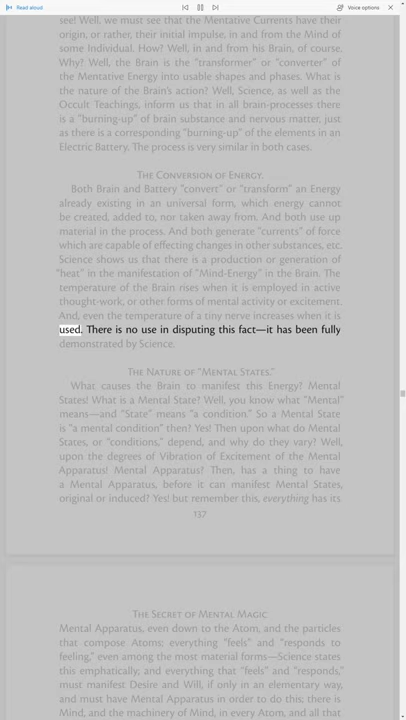 Read aloud
Voice options
see! Well, we must see that the Mentative Currents have their
origin, or rather, their initial impulse, in and from the Mind of
some Individual. How? Well, in and from his Brain, of course.
Why? Well, the Brain is the "transformer" or "converter" of
the Mentative Energy into usable shapes and phases. What is
the nature of the Brain's action? Well, Science, as well as the
Occult Teachings, inform us that in all brain-processes there
is a "burning-up" of brain substance and nervous matter, just
as there is a corresponding "burning-up" of the elements in an
Electric Battery. The process is very similar in both cases.
The Conversion of Energy.
Both Brain and Battery "convert" or "transform" an Energy
already existing in an universal form, which energy cannot
be created, added to, nor taken away from. And both use up
material in the process. And both generate "currents" of force
which are capable of effecting changes in other substances, etc.
Science shows us that there is a production or generation of
"heat" in the manifestation of "Mind-Energy" in the Brain. The
temperature of the Brain rises when it is employed in active
thought-work, or other forms of mental activity or excitement.
And, even the temperature of a tiny nerve increases when it is
used. There is no use in disputing this fact—it has been fully
demonstrated by Science.
The Nature of "Mental States."
What causes the Brain to manifest this Energy? Mental
States! What is a Mental State? Well, you know what "Mental"
means—and "State" means "a condition." So a Mental State
is "a mental condition" then? Yes! Then upon what do Mental
States, or "conditions," depend, and why do they vary? Well,
upon the degrees of Vibration of Excitement of the Mental
Apparatus! Mental Apparatus? Then, has a thing to have
a Mental Apparatus, before it can manifest Mental States,
original or induced? Yes! but remember this, everything has its
137
The Secret of Mental Magic
Mental Apparatus, even down to the Atom, and the particles
that compose Atoms; everything "feels" and "responds to
feeling," even among the most material forms—Science states
this emphatically; and everything that "feels" and "responds,"
must manifest Desire and Will, if only in an elementary way,
and must have Mental Apparatus in order to do this: there is
Mind, and the machinery of Mind, in every Atom, and all that